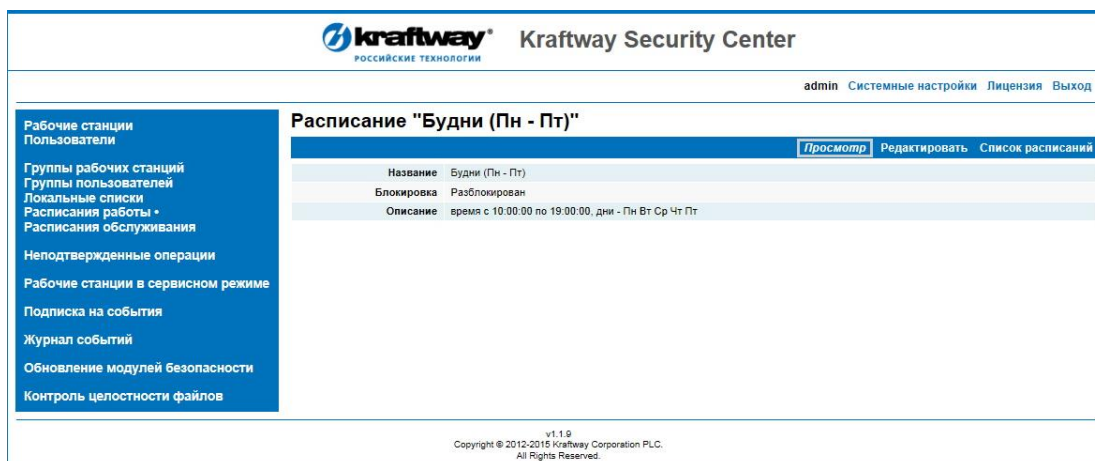 kraftway®
РОССИЙСКИЕ ТЕХНОЛОГИИ
Kraftway Security Center
admin Системные настройки Лицензия Выход
Рабочие станции
Пользователи
Группы рабочих станций
Группы пользователей
Локальные списки
Расписания работы •
Расписания обслуживания
Неподтвержденные операции
Рабочие станции в сервисном режиме
Подписка на события
Журнал событий
Обновление модулей безопасности
Контроль целостности файлов
Расписание "Будни (Пн - Пт)"
Просмотр Редактировать Список расписаний
Название Будни (Пн - Пт)
Блокировка Разблокирован
Описание время с 10:00:00 по 19:00:00, дни - Пн Вт Ср Чт Пт
v1.1.9
Copyright © 2012-2015 Kraftway Corporation PLC.
All Rights Reserved.